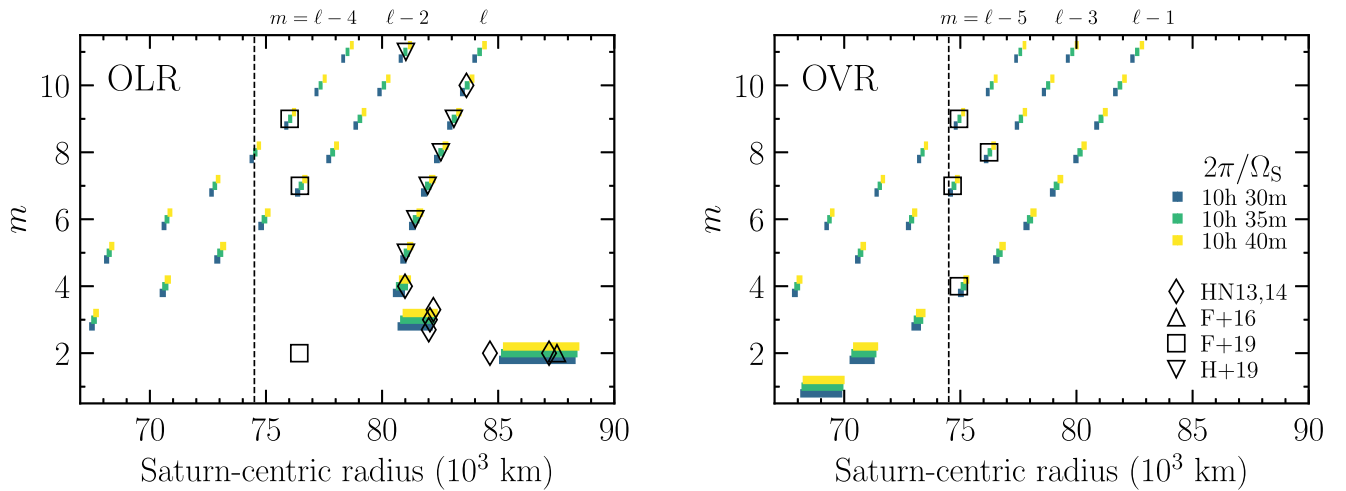 m = ℓ − 4 ℓ − 2 ℓ
OLR
m
10
8
6
4
2
70 75 80 85 90
Saturn-centric radius (10³ km)
m = ℓ − 5 ℓ − 3 ℓ − 1
OVR
m
10
8
6
4
2
2π/Ω_S
10h 30m
10h 35m
10h 40m
HN13,14
F+16
F+19
H+19
70 75 80 85 90
Saturn-centric radius (10³ km)